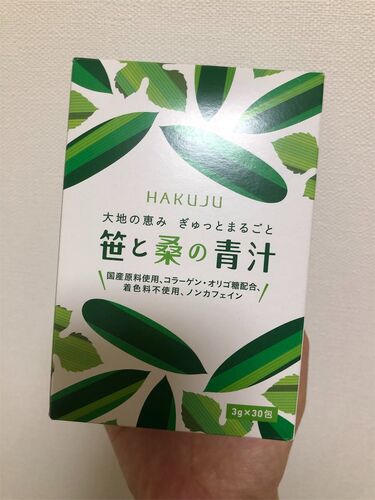 HAKUJU
大地の恵み ぎゅっとまるごと
笹と桑の青汁
国産原料使用、コラーゲン・オリゴ糖配合、
着色料不使用、ノンカフェイン
3g×30包